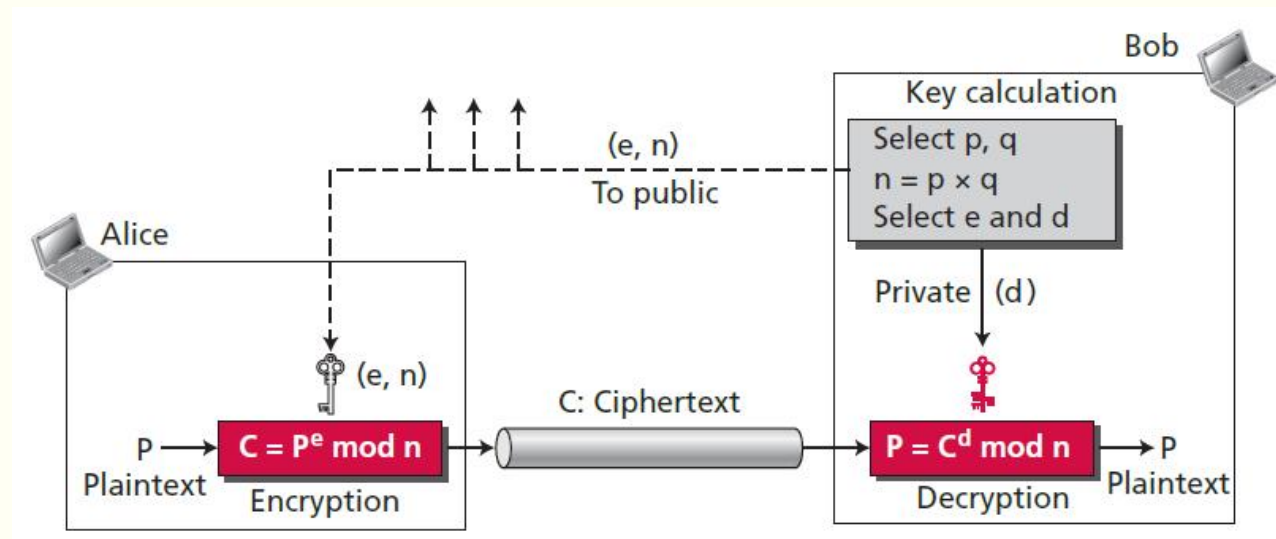 Bob
Key calculation
Select p, q
n = p × q
Select e and d
(e, n)
To public
Alice
Private (d)
(e, n)
C: Ciphertext
P
Plaintext
C = Pᵉ mod n
Encryption
P = Cᵈ mod n
Decryption
P
Plaintext